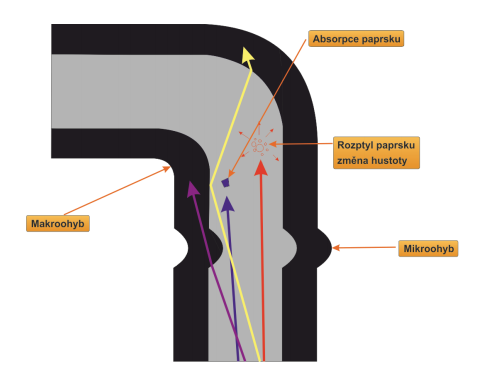 Absorpce paprsku
Rozptyl paprsku
změna hustoty
Makroohyb
Mikroohyb